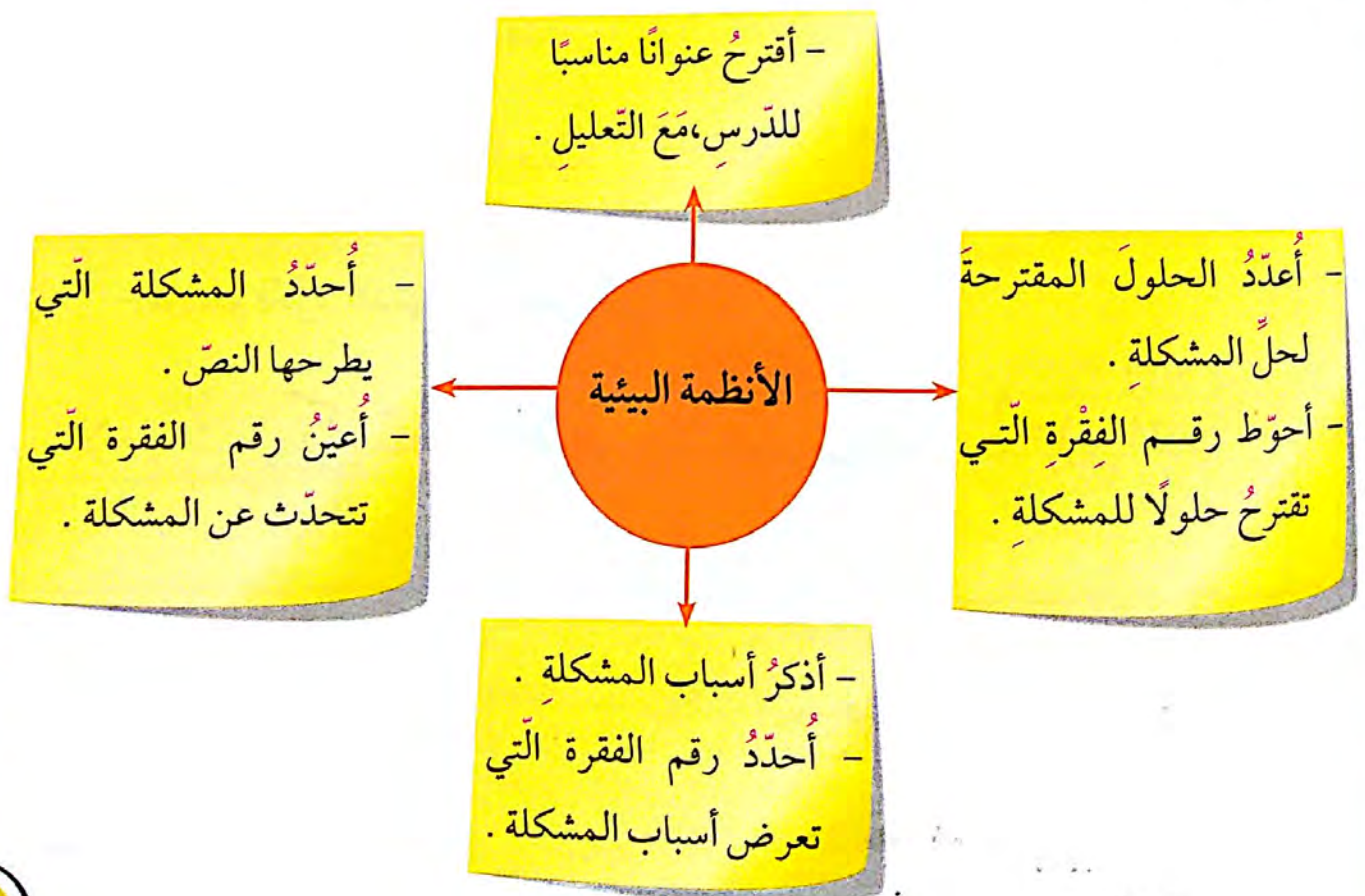 – أقترحُ عنوانًا مناسبًا
للدّرسِ،مَعَ التّعليلِ .
– أُعدّدُ الحلولَ المقترحةَ
لحلِّ المشكلةِ .
– أحوّط رقـم الفِقْرةِ الّتـي
تقترحُ حلولًا للمشكلةِ .
الأنظمة البيئية
– أُحدّدُ المشكلة الّتي
يطرحها النصّ .
– أُعيّنُ رقم الفقرة الّتي
تتحدّث عن المشكلة .
– أذكرُ أسباب المشكلةِ .
– أُحدّدُ رقم الفقرة الّتي
تعرض أسباب المشكلة .